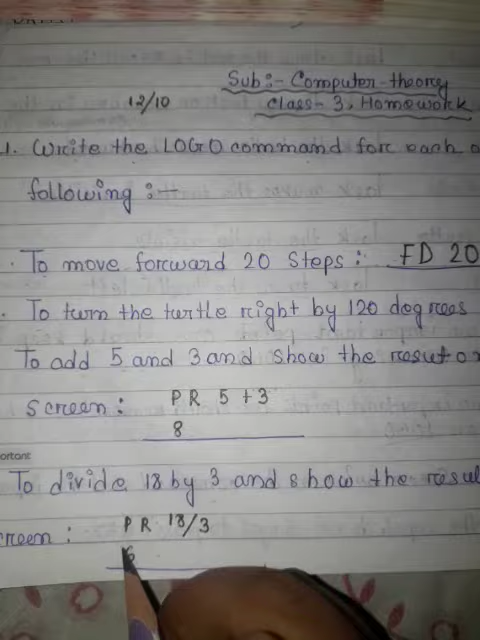 Sub:- Computer theory
12/10
Class- 3. Homework
1. Write the LOGO command for each
following :-
To move forward 20 Steps: FD 20
To turn the turtle right by 120 degrees
To add 5 and 3 and show the resut
screen: PR 5 + 3
8
ortant
To divide 18 by 3 and show the resul
creen: PR 18/3
6